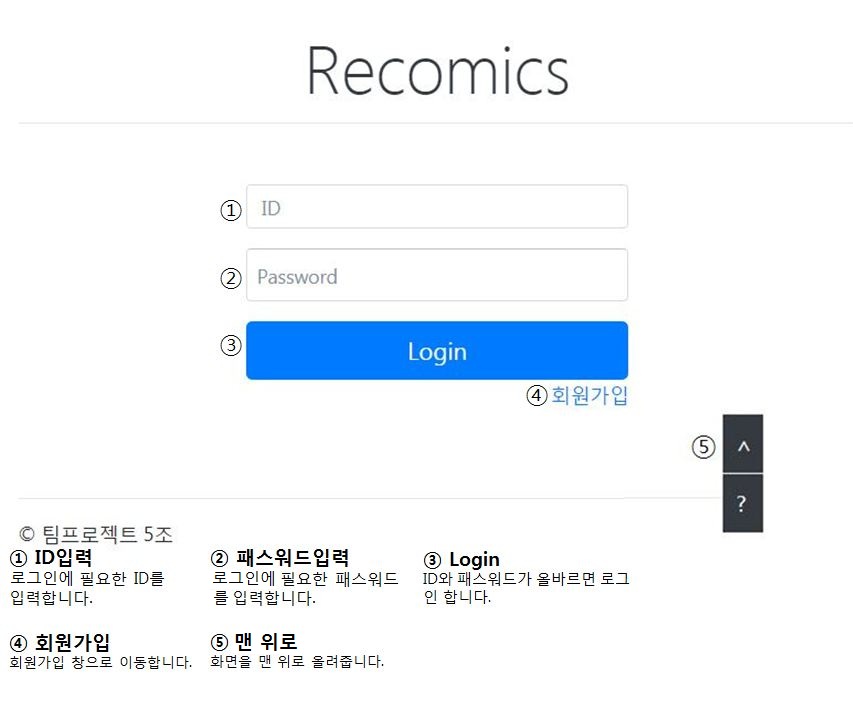 Recomics
① ID
② Password
③ Login
④ 회원가입
⑤ ^
?
© 팀프로젝트 5조
① ID입력
로그인에 필요한 ID를
입력합니다.
② 패스워드입력
로그인에 필요한 패스워드
를 입력합니다.
③ Login
ID와 패스워드가 올바르면 로그
인 합니다.
④ 회원가입
회원가입 창으로 이동합니다.
⑤ 맨 위로
화면을 맨 위로 올려줍니다.